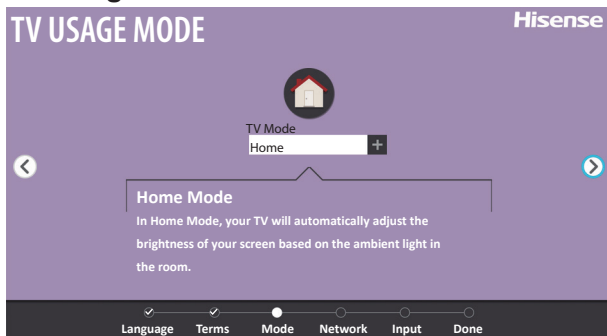 TV USAGE MODE
Hisense
TV Mode
Home
Home Mode
In Home Mode, your TV will automatically adjust the
brightness of your screen based on the ambient light in
the room.
Language Terms Mode Network Input Done